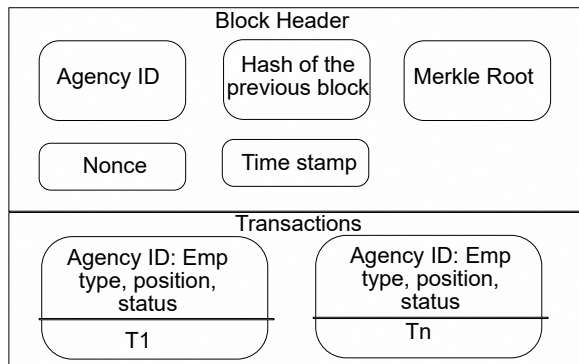 Block Header
Agency ID
Hash of the
previous block
Merkle Root
Nonce
Time stamp
Transactions
Agency ID: Emp
type, position,
status
T1
Agency ID: Emp
type, position,
status
Tn